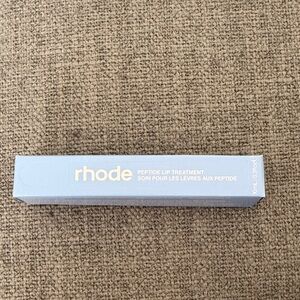 rhode
PEPTIDE LIP TREATMENT
SOIN POUR LES LÈVRES AUX PEPTIDE